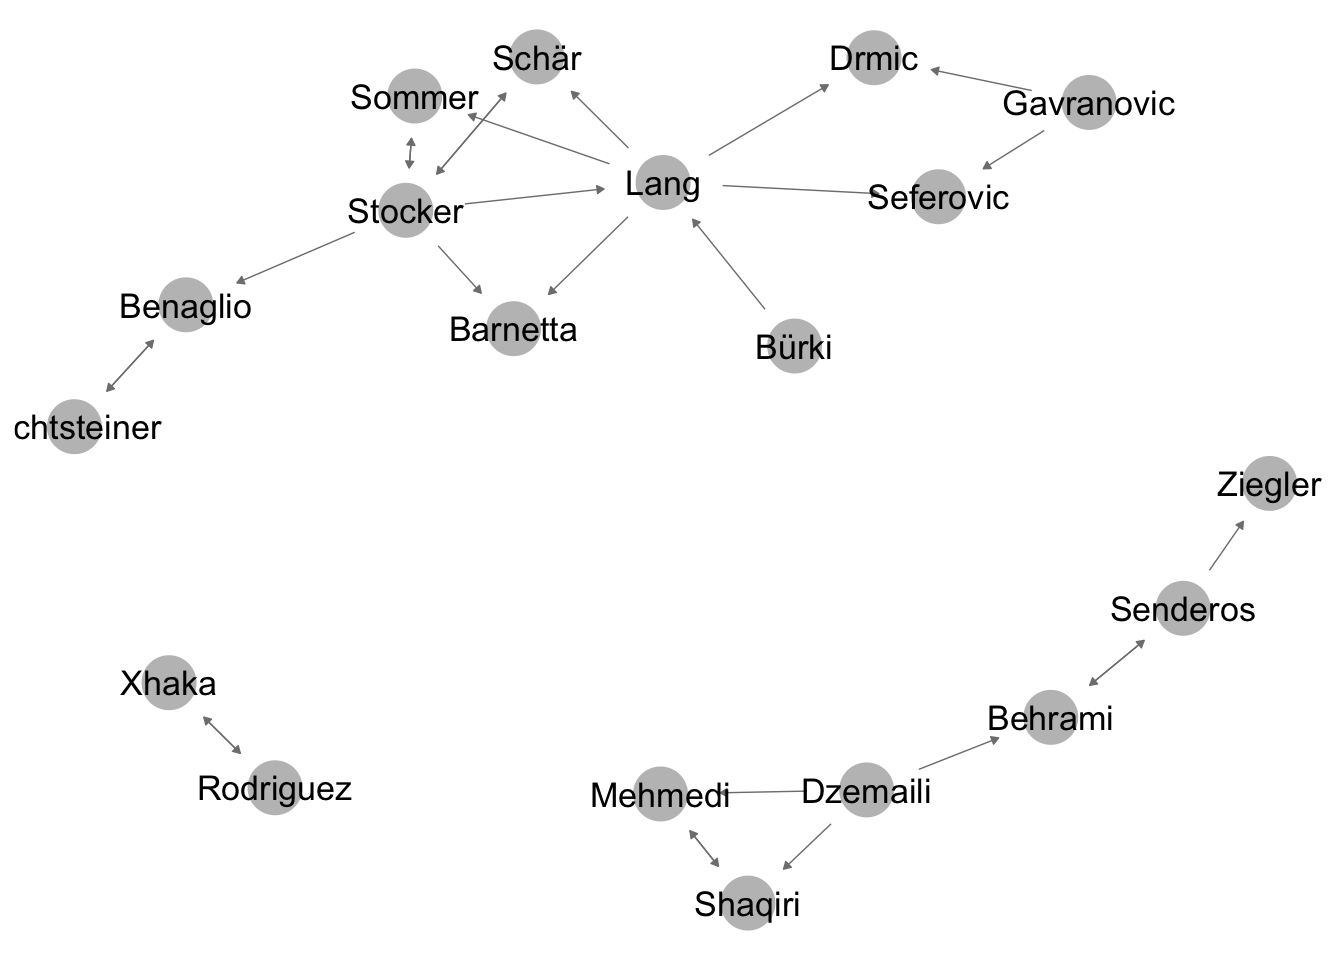 Schär
Drmic
Sommer
Gavranovic
Lang
Seferovic
Stocker
Benaglio
Barnetta
Bürki
chtsteiner
Ziegler
Senderos
Xhaka
Behrami
Rodriguez
Mehmedi
Dzemaili
Shaqiri